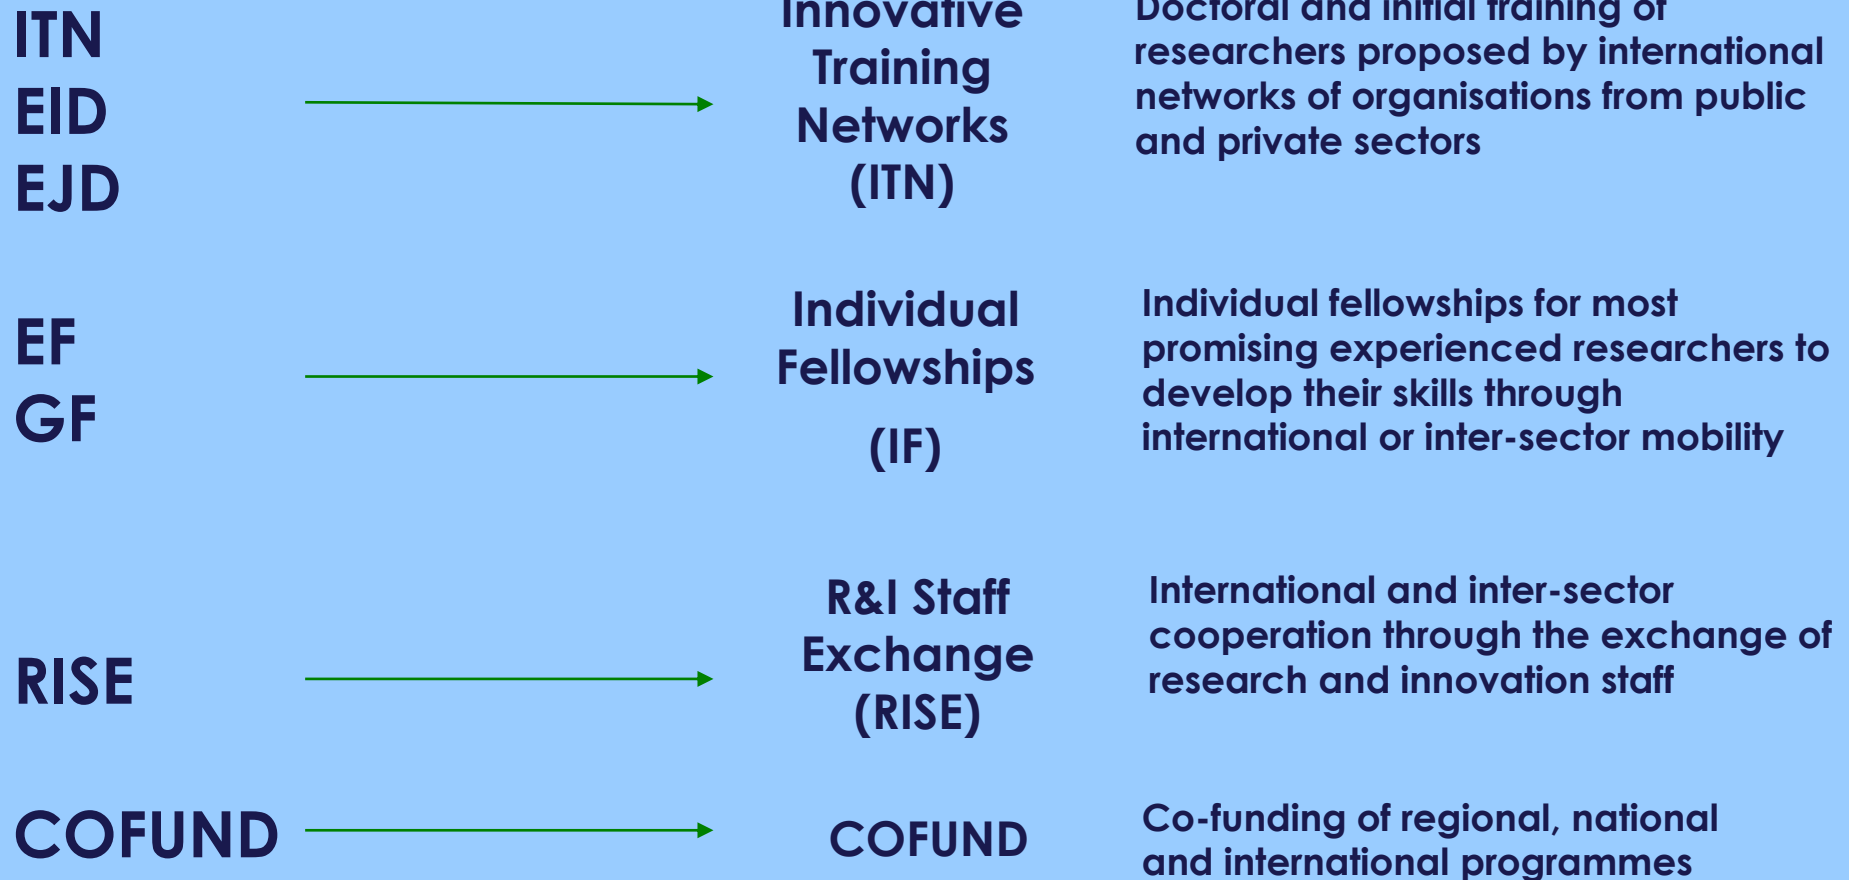 ITN
EID
EJD
Innovative
Training
Networks
(ITN)
Doctoral and initial training of
researchers proposed by international
networks of organisations from public
and private sectors
EF
GF
Individual
Fellowships
(IF)
Individual fellowships for most
promising experienced researchers to
develop their skills through
international or inter-sector mobility
RISE
R&I Staff
Exchange
(RISE)
International and inter-sector
cooperation through the exchange of
research and innovation staff
COFUND
COFUND
Co-funding of regional, national
and international programmes